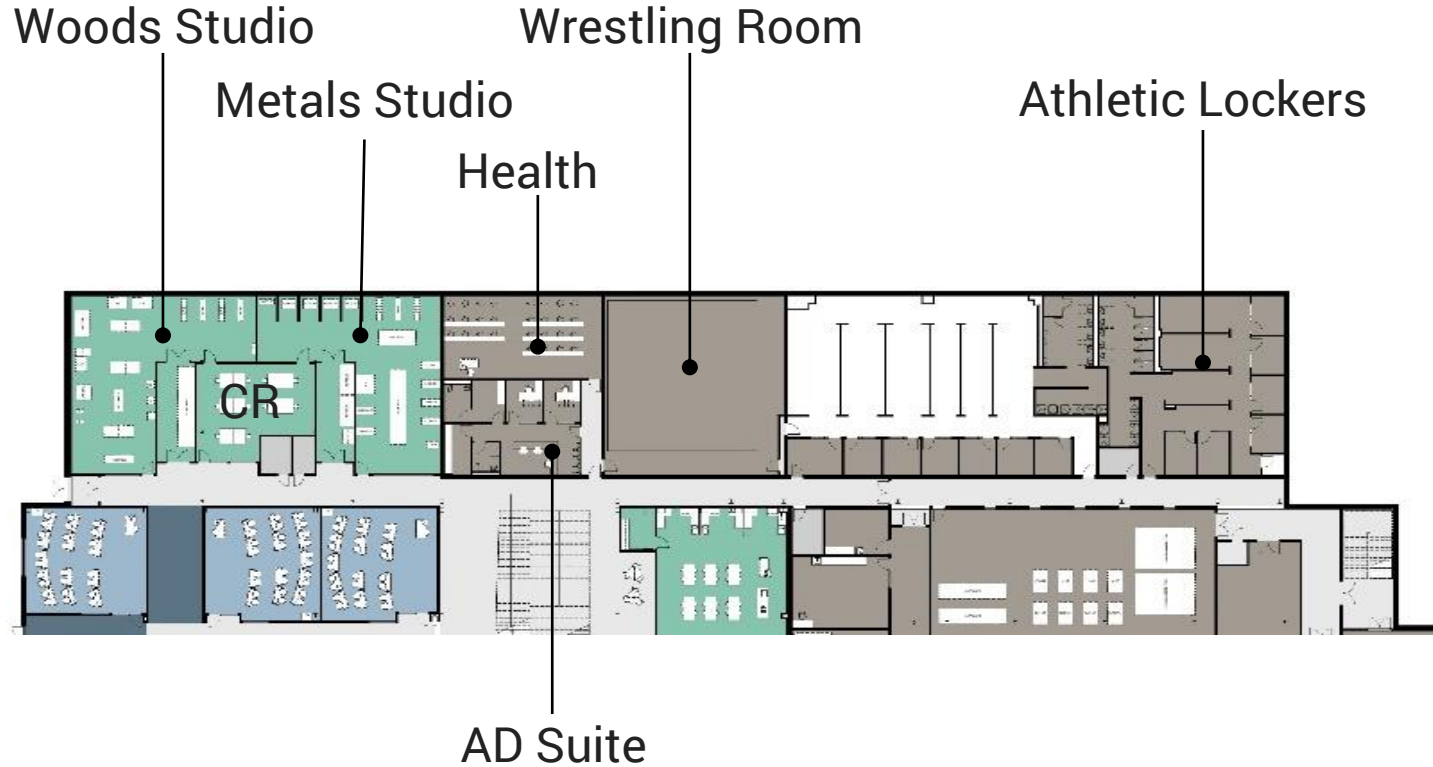 Woods Studio
Wrestling Room
Metals Studio
Athletic Lockers
Health
CR
AD Suite